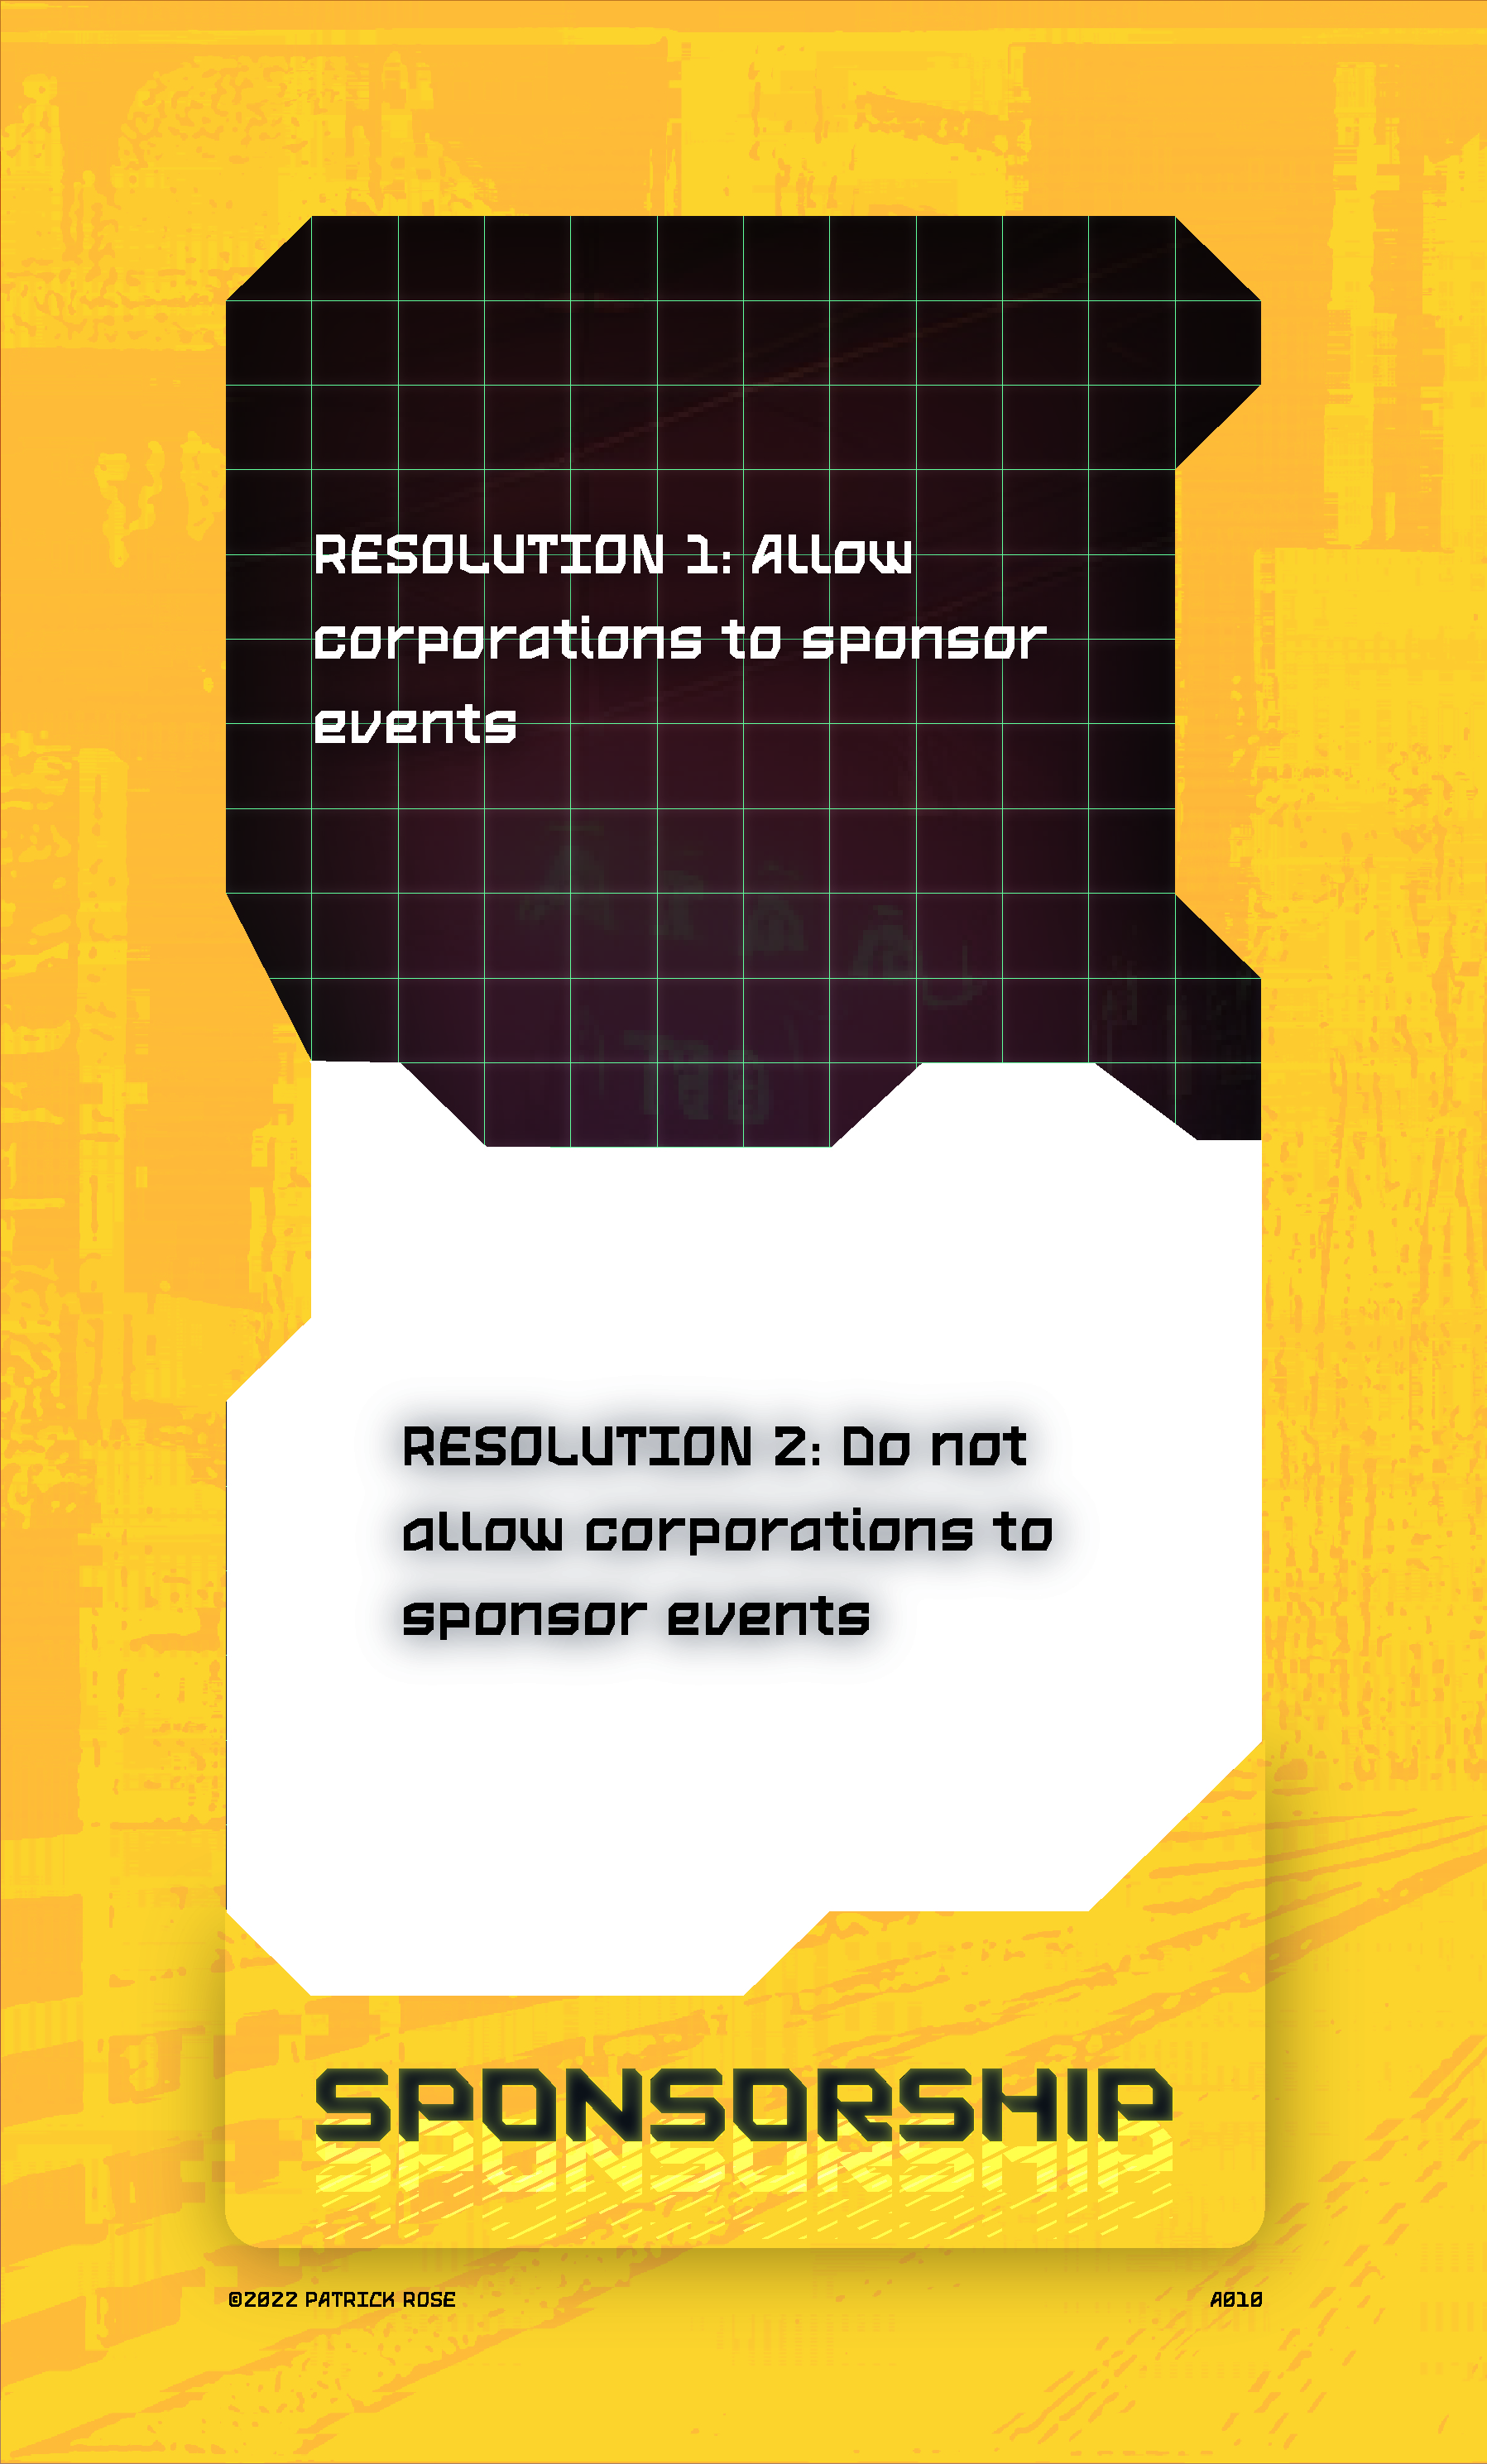 RESOLUTION 1: Allow
corporations to sponsor
events
RESOLUTION 2: Do not
allow corporations to
sponsor events
SPONSORSHIP
©2022 PATRICK ROSE
A010